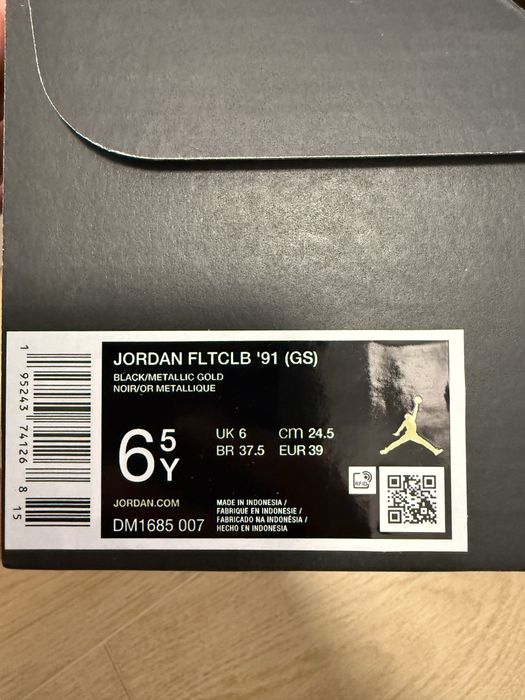 JORDAN FLTCLB '91 (GS)
BLACK/METALLIC GOLD
NOIR/OR METALLIQUE
6 5 Y
UK 6 cm 24.5
BR 37.5 EUR 39
RFID
JORDAN.COM
DM1685 007
MADE IN INDONESIA /
FABRIQUE EN INDONESIE /
FABRICADO NA INDONÉSIA /
HECHO EN INDONESIA
1 95243 74126 8 15